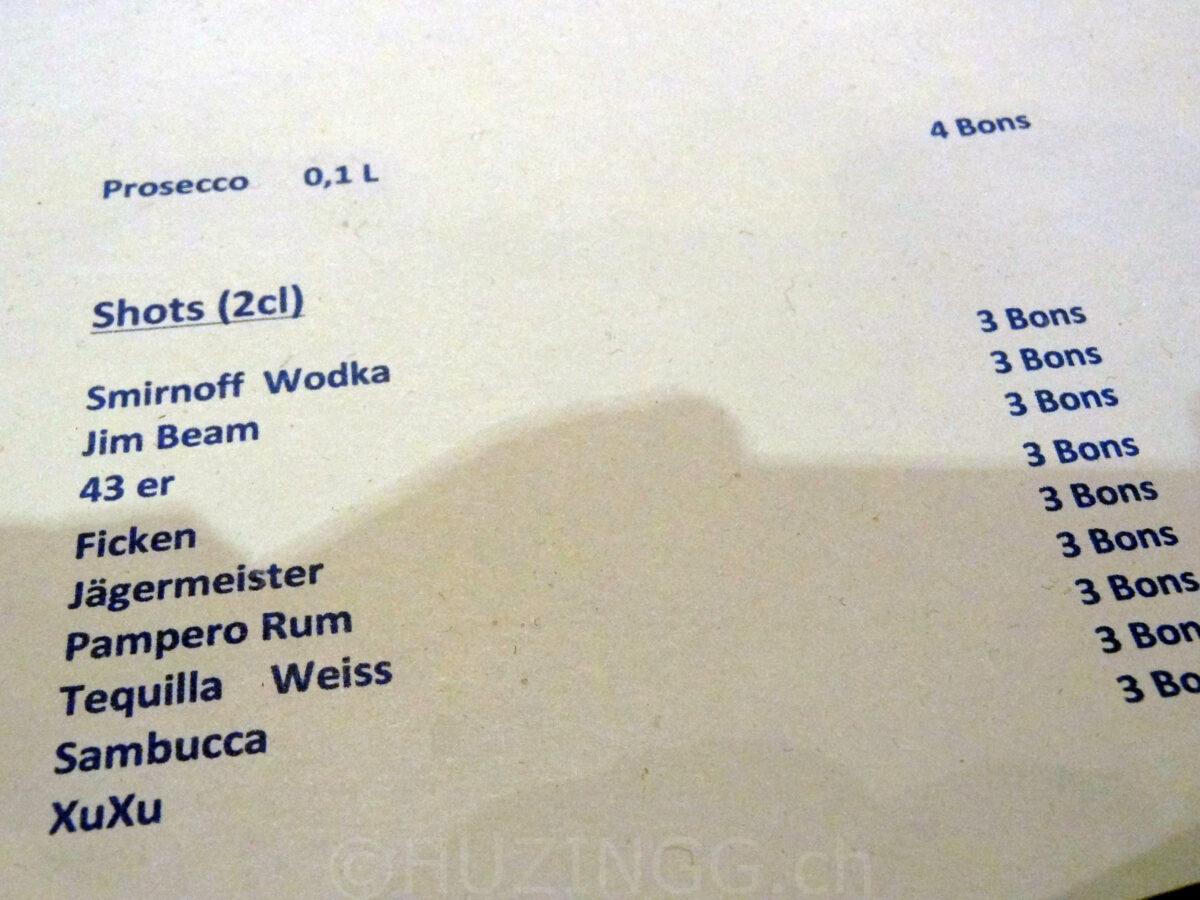 Prosecco 0,1 L 4 Bons
Shots (2cl)
Smirnoff Wodka 3 Bons
Jim Beam 3 Bons
43 er 3 Bons
Ficken 3 Bons
Jägermeister 3 Bons
Pampero Rum 3 Bons
Tequilla Weiss 3 Bons
Sambucca 3 Bon
XuXu 3 Bo
©HUZINGG.ch